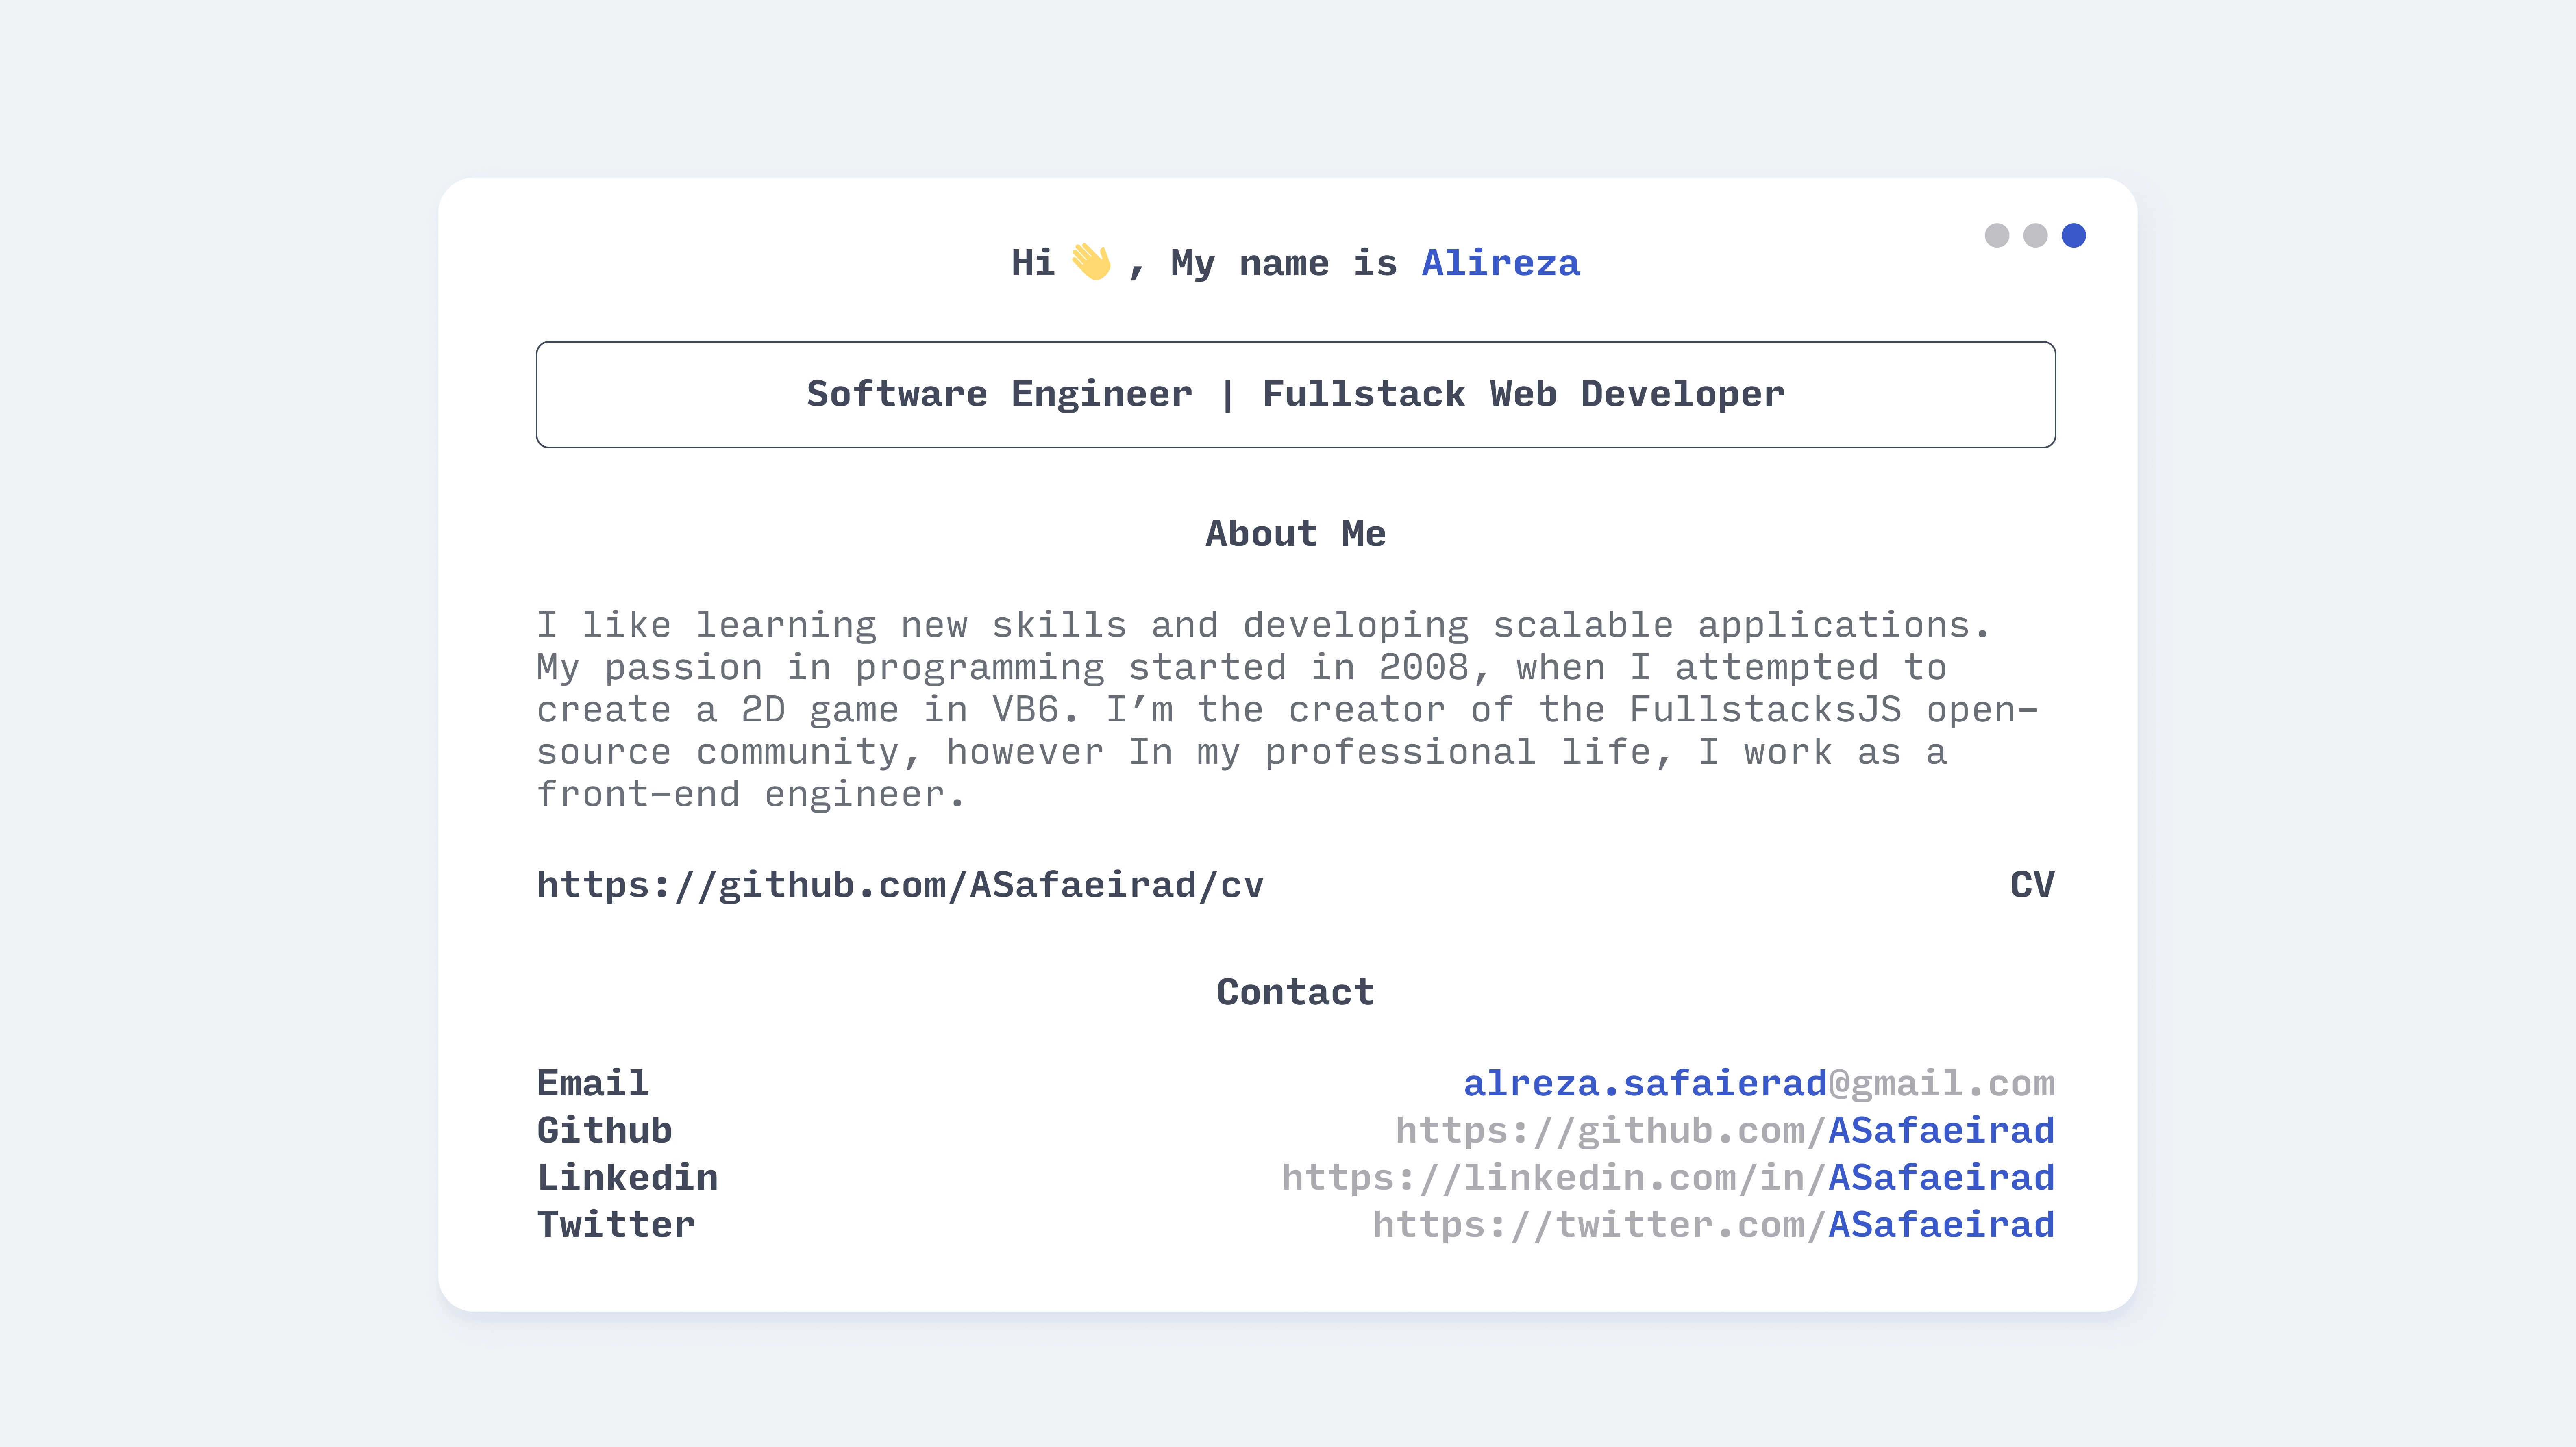 Hi 👋 , My name is Alireza
Software Engineer | Fullstack Web Developer
About Me
I like learning new skills and developing scalable applications.
My passion in programming started in 2008, when I attempted to
create a 2D game in VB6. I’m the creator of the FullstacksJS open-
source community, however In my professional life, I work as a
front-end engineer.
https://github.com/ASafaeirad/cv CV
Contact
Email alreza.safaierad@gmail.com
Github https://github.com/ASafaeirad
Linkedin https://linkedin.com/in/ASafaeirad
Twitter https://twitter.com/ASafaeirad